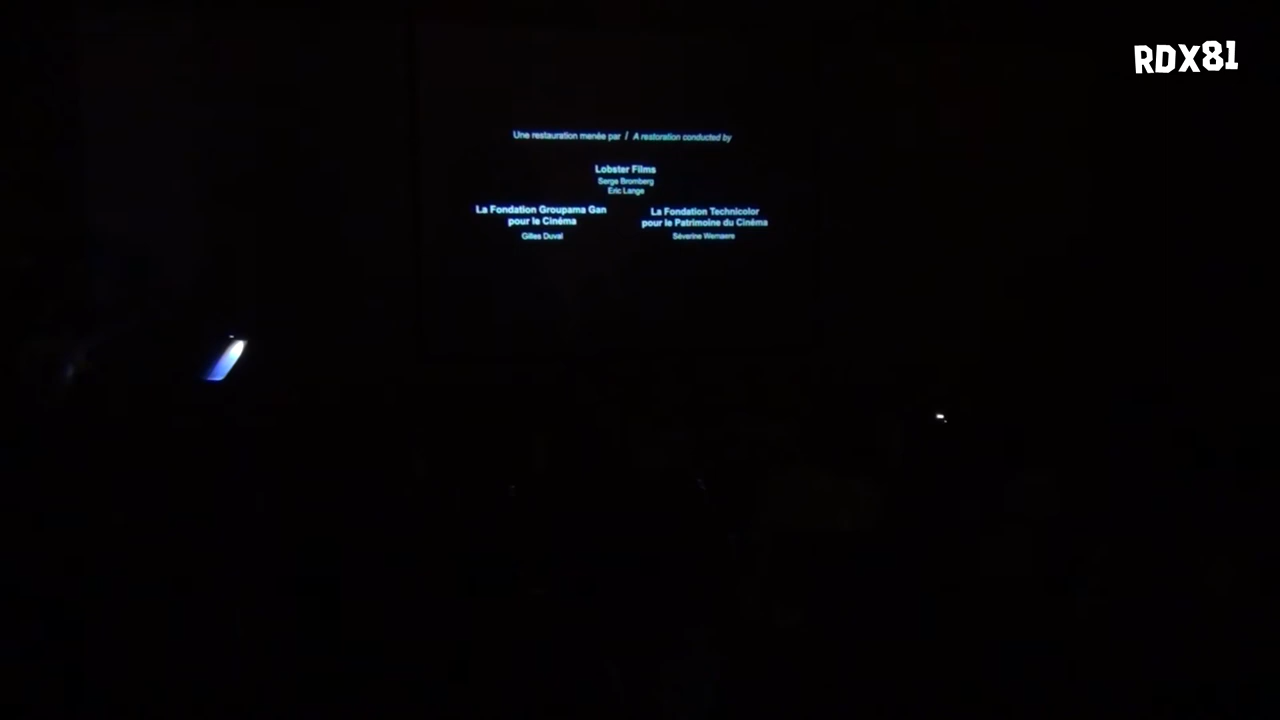 RDX81
Une restauration menée par / A restoration conducted by
Lobster Films
Serge Bromberg
Eric Lange
La Fondation Groupama Gan
pour le Cinéma
Gilles Duval
La Fondation Technicolor
pour le Patrimoine du Cinéma
Séverine Wemaere